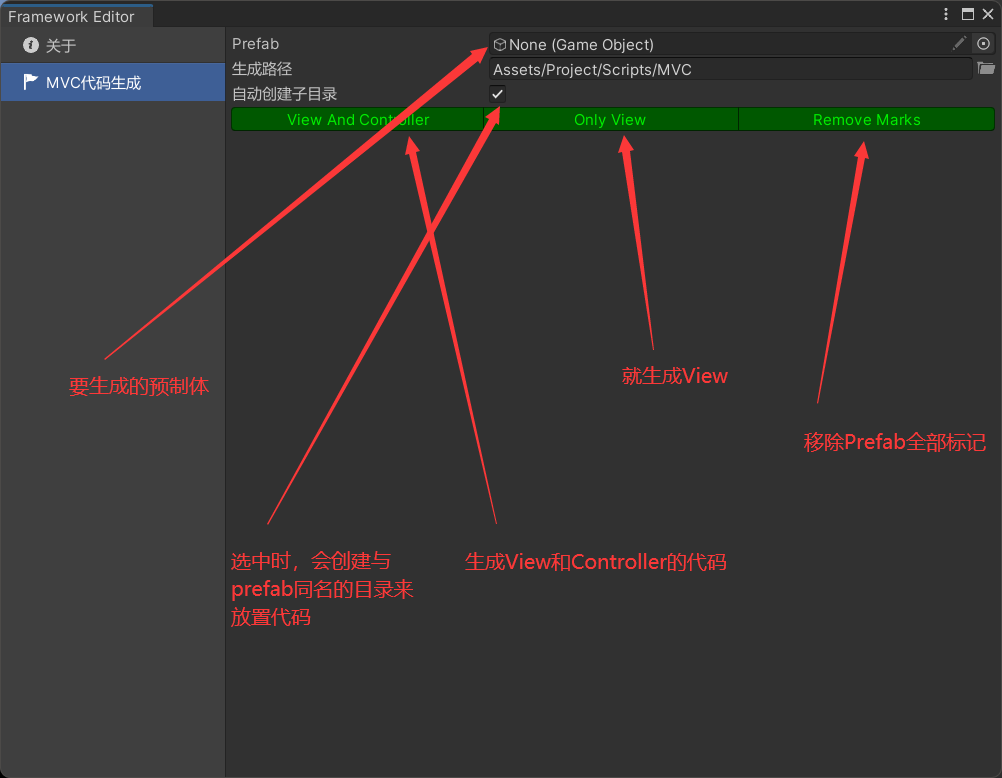 Framework Editor
关于
MVC代码生成
Prefab
None (Game Object)
生成路径
Assets/Project/Scripts/MVC
自动创建子目录
View And Controller
Only View
Remove Marks
要生成的预制体
就生成View
移除Prefab全部标记
选中时，会创建与
prefab同名的目录来
放置代码
生成View和Controller的代码